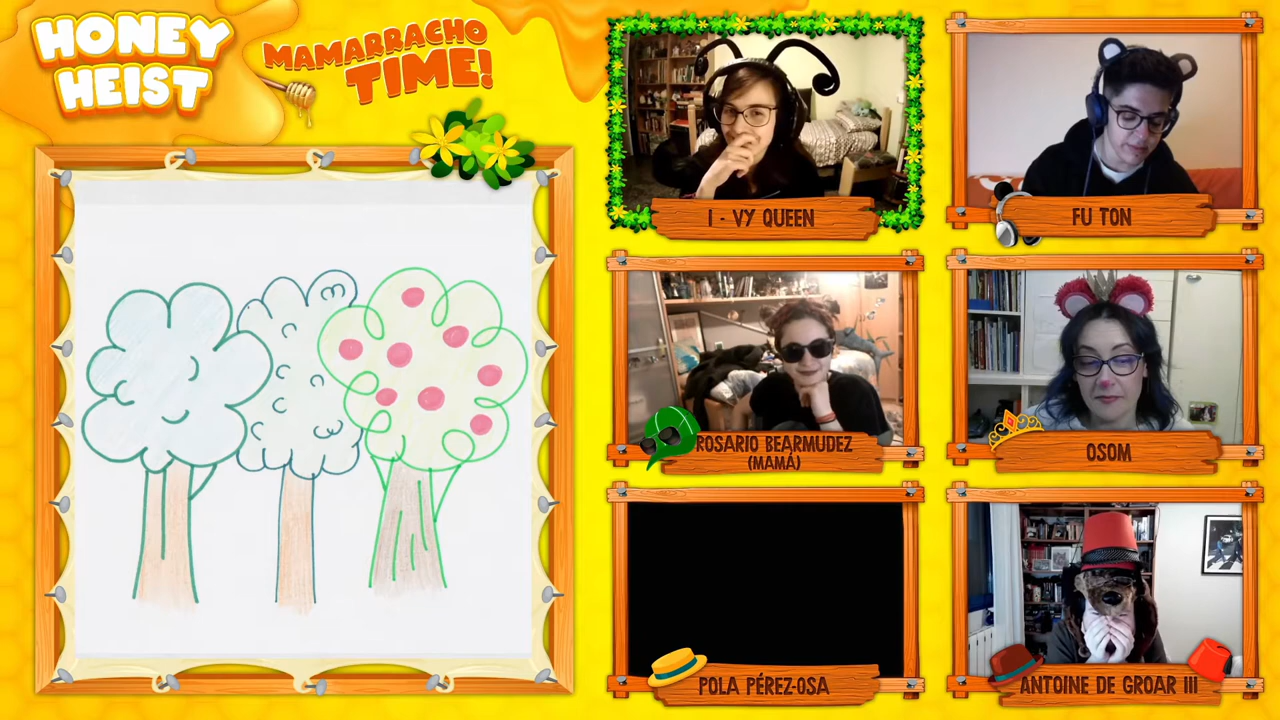 HONEY
HEIST
MAMARRACHO
TIME!
I - VY QUEEN
FU TON
ROSARIO BEARMUDEZ
(MAMÁ)
OSOM
POLA PÉREZ-OSA
ANTOINE DE GROAR III